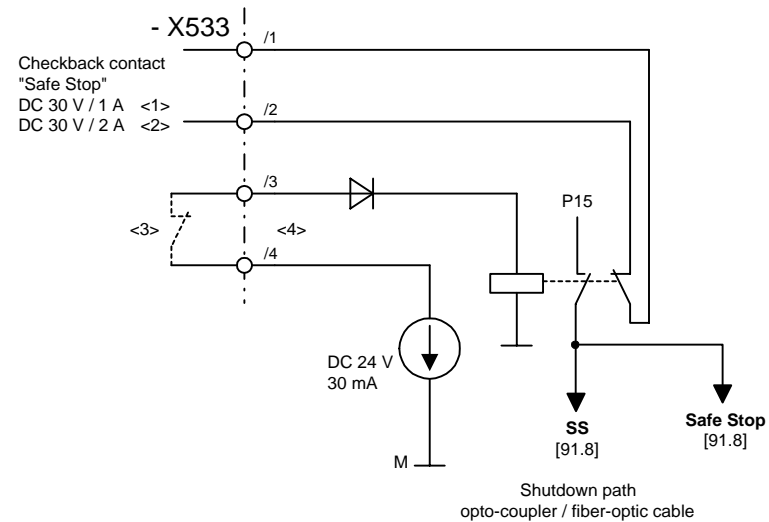 - X533
/1
Checkback contact
"Safe Stop"
DC 30 V / 1 A <1>
DC 30 V / 2 A <2>
/2
/3
P15
<3>
<4>
/4
DC 24 V
30 mA
M
SS
[91.8]
Safe Stop
[91.8]
Shutdown path
opto-coupler / fiber-optic cable